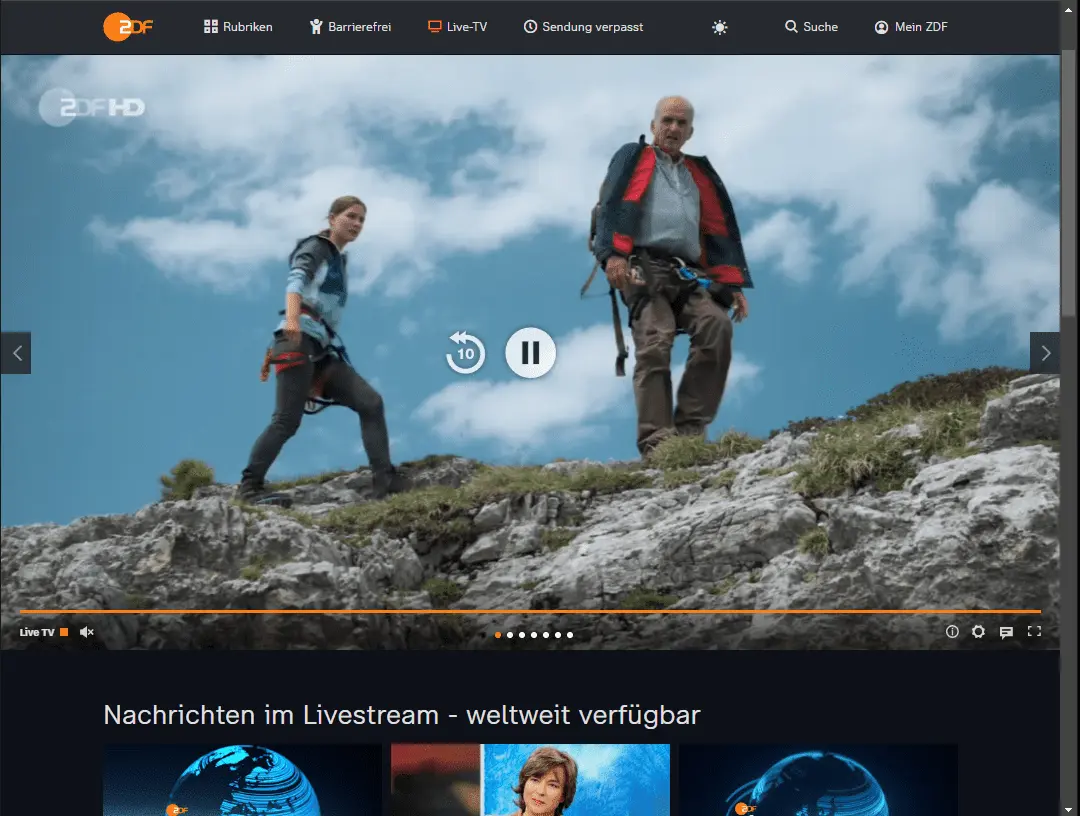 ZDF Rubriken Barrierefrei Live-TV Sendung verpasst Suche Mein ZDF
ZDF HD
10
Live TV
Nachrichten im Livestream - weltweit verfügbar
ZDF
ZDF